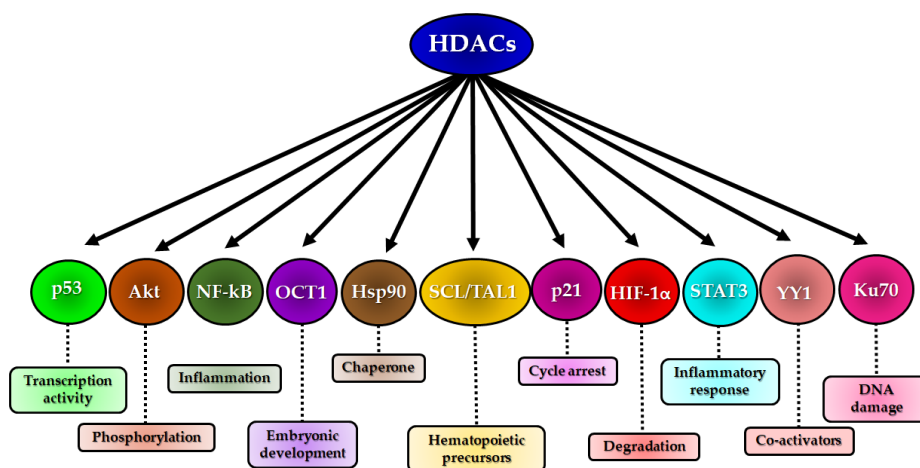 HDACs
p53
Akt
NF-kB
OCT1
Hsp90
SCL/TAL1
p21
HIF-1α
STAT3
YY1
Ku70
Transcription
activity
Phosphorylation
Inflammation
Embryonic
development
Chaperone
Hematopoietic
precursors
Cycle arrest
Degradation
Inflammatory
response
Co-activators
DNA
damage